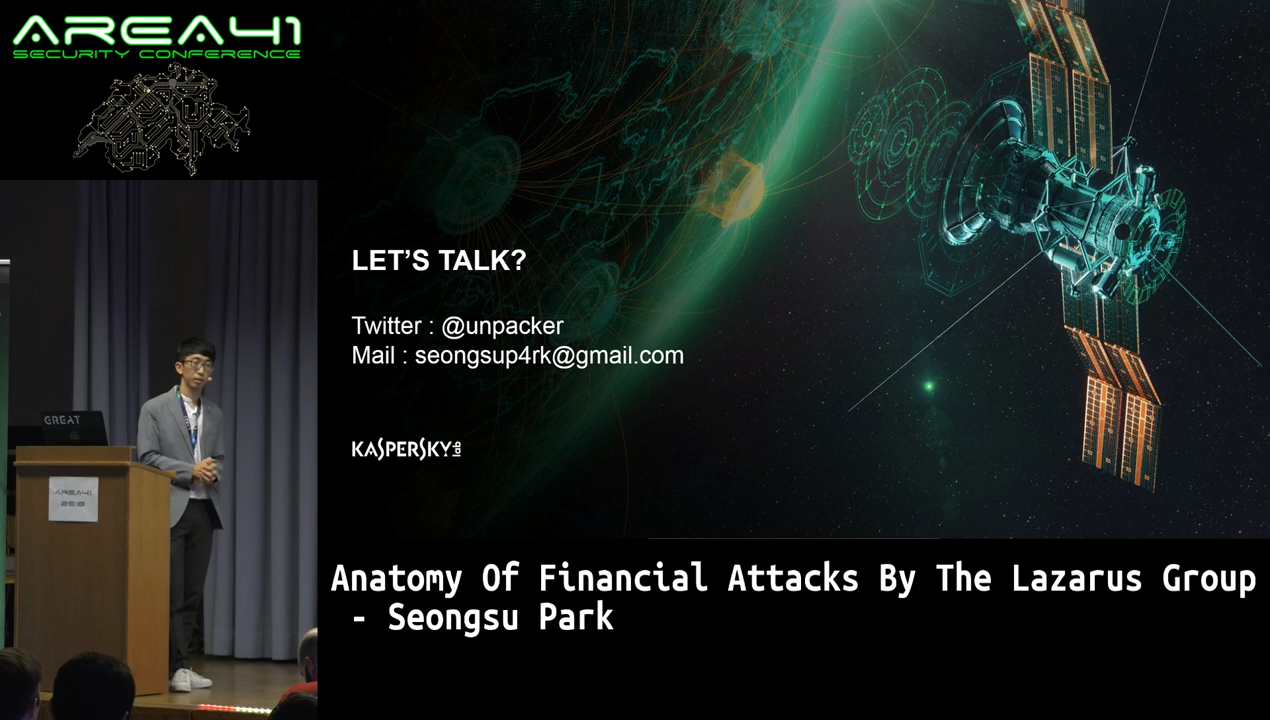 AREA41
SECURITY CONFERENCE
LET'S TALK?
Twitter : @unpacker
Mail : seongsup4rk@gmail.com
KASPERSKY lab
GREAT
AREA41
2018
Anatomy Of Financial Attacks By The Lazarus Group
- Seongsu Park